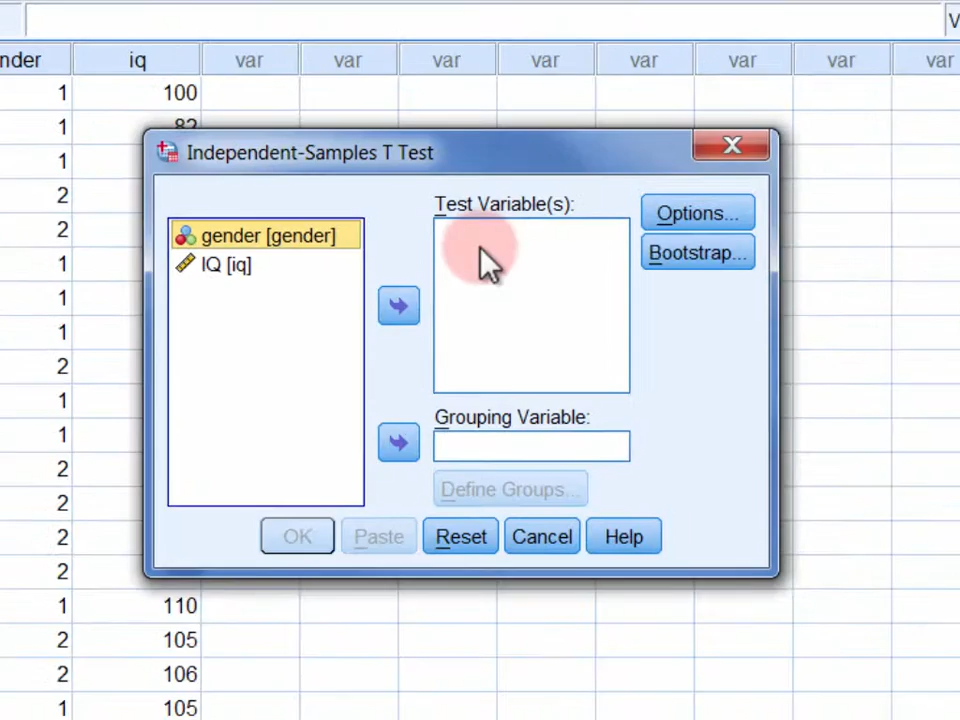 V
nder iq var var var var var var var var
1 100
1 82
1
2
2
1
1
1
2
1
1
2
2
2
2
1 110
2 105
2 106
1 105
Independent-Samples T Test
Test Variable(s):
Options...
gender [gender]
Bootstrap...
IQ [iq]
Grouping Variable:
Define Groups...
OK Paste Reset Cancel Help